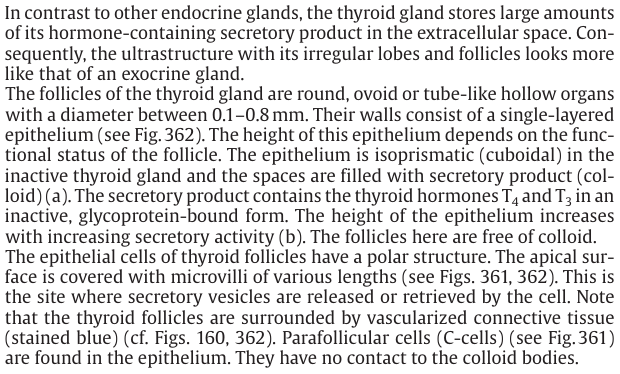 In contrast to other endocrine glands, the thyroid gland stores large amounts
of its hormone-containing secretory product in the extracellular space. Con-
sequently, the ultrastructure with its irregular lobes and follicles looks more
like that of an exocrine gland.
The follicles of the thyroid gland are round, ovoid or tube-like hollow organs
with a diameter between 0.1–0.8 mm. Their walls consist of a single-layered
epithelium (see Fig. 362). The height of this epithelium depends on the func-
tional status of the follicle. The epithelium is isoprismatic (cuboidal) in the
inactive thyroid gland and the spaces are filled with secretory product (col-
loid) (a). The secretory product contains the thyroid hormones T₄ and T₃ in an
inactive, glycoprotein-bound form. The height of the epithelium increases
with increasing secretory activity (b). The follicles here are free of colloid.
The epithelial cells of thyroid follicles have a polar structure. The apical sur-
face is covered with microvilli of various lengths (see Figs. 361, 362). This is
the site where secretory vesicles are released or retrieved by the cell. Note
that the thyroid follicles are surrounded by vascularized connective tissue
(stained blue) (cf. Figs. 160, 362). Parafollicular cells (C-cells) (see Fig. 361)
are found in the epithelium. They have no contact to the colloid bodies.